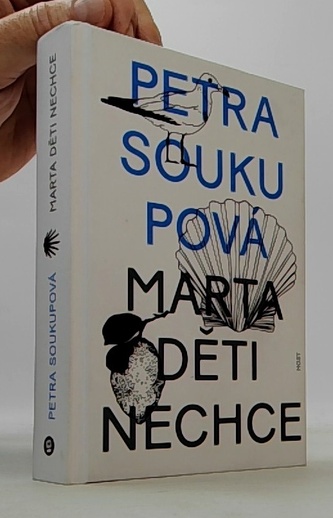 PETRA
SOUKU
POVÁ
MARTA
DĚTI
NECHCE
HOST
PETRA SOUKUPOVÁ MARTA DĚTI NECHCE